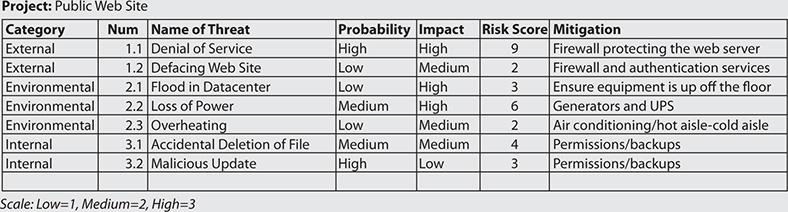 Project: Public Web Site
Category Num Name of Threat Probability Impact Risk Score Mitigation
External 1.1 Denial of Service High High 9 Firewall protecting the web server
External 1.2 Defacing Web Site Low Medium 2 Firewall and authentication services
Environmental 2.1 Flood in Datacenter Low High 3 Ensure equipment is up off the floor
Environmental 2.2 Loss of Power Medium High 6 Generators and UPS
Environmental 2.3 Overheating Low Medium 2 Air conditioning/hot aisle-cold aisle
Internal 3.1 Accidental Deletion of File Medium Medium 4 Permissions/backups
Internal 3.2 Malicious Update High Low 3 Permissions/backups
Scale: Low=1, Medium=2, High=3